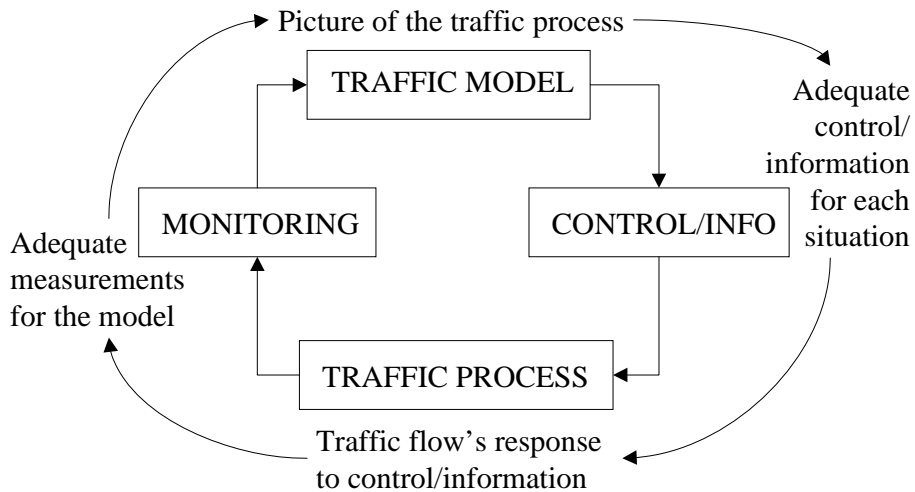 Picture of the traffic process
TRAFFIC MODEL
Adequate
control/
information
for each
situation
MONITORING
CONTROL/INFO
Adequate
measurements
for the model
TRAFFIC PROCESS
Traffic flow's response
to control/information